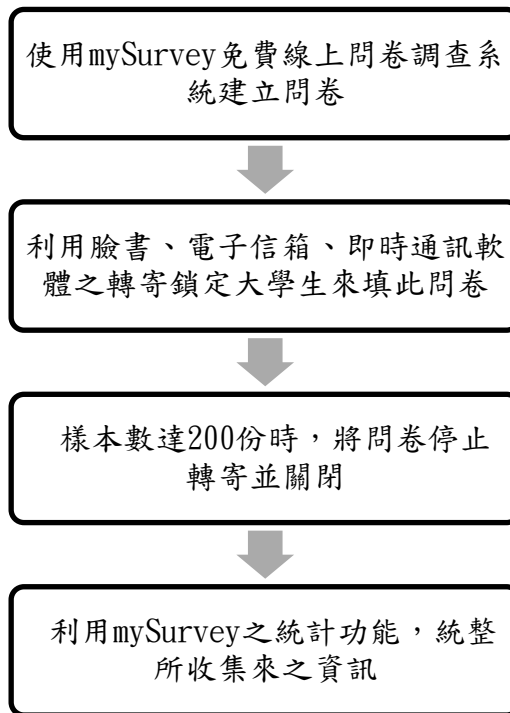 使用mySurvey免費線上問卷調查系
統建立問卷
利用臉書、電子信箱、即時通訊軟
體之轉寄鎖定大學生來填此問卷
樣本數達200份時，將問卷停止
轉寄並關閉
利用mySurvey之統計功能，統整
所收集來之資訊